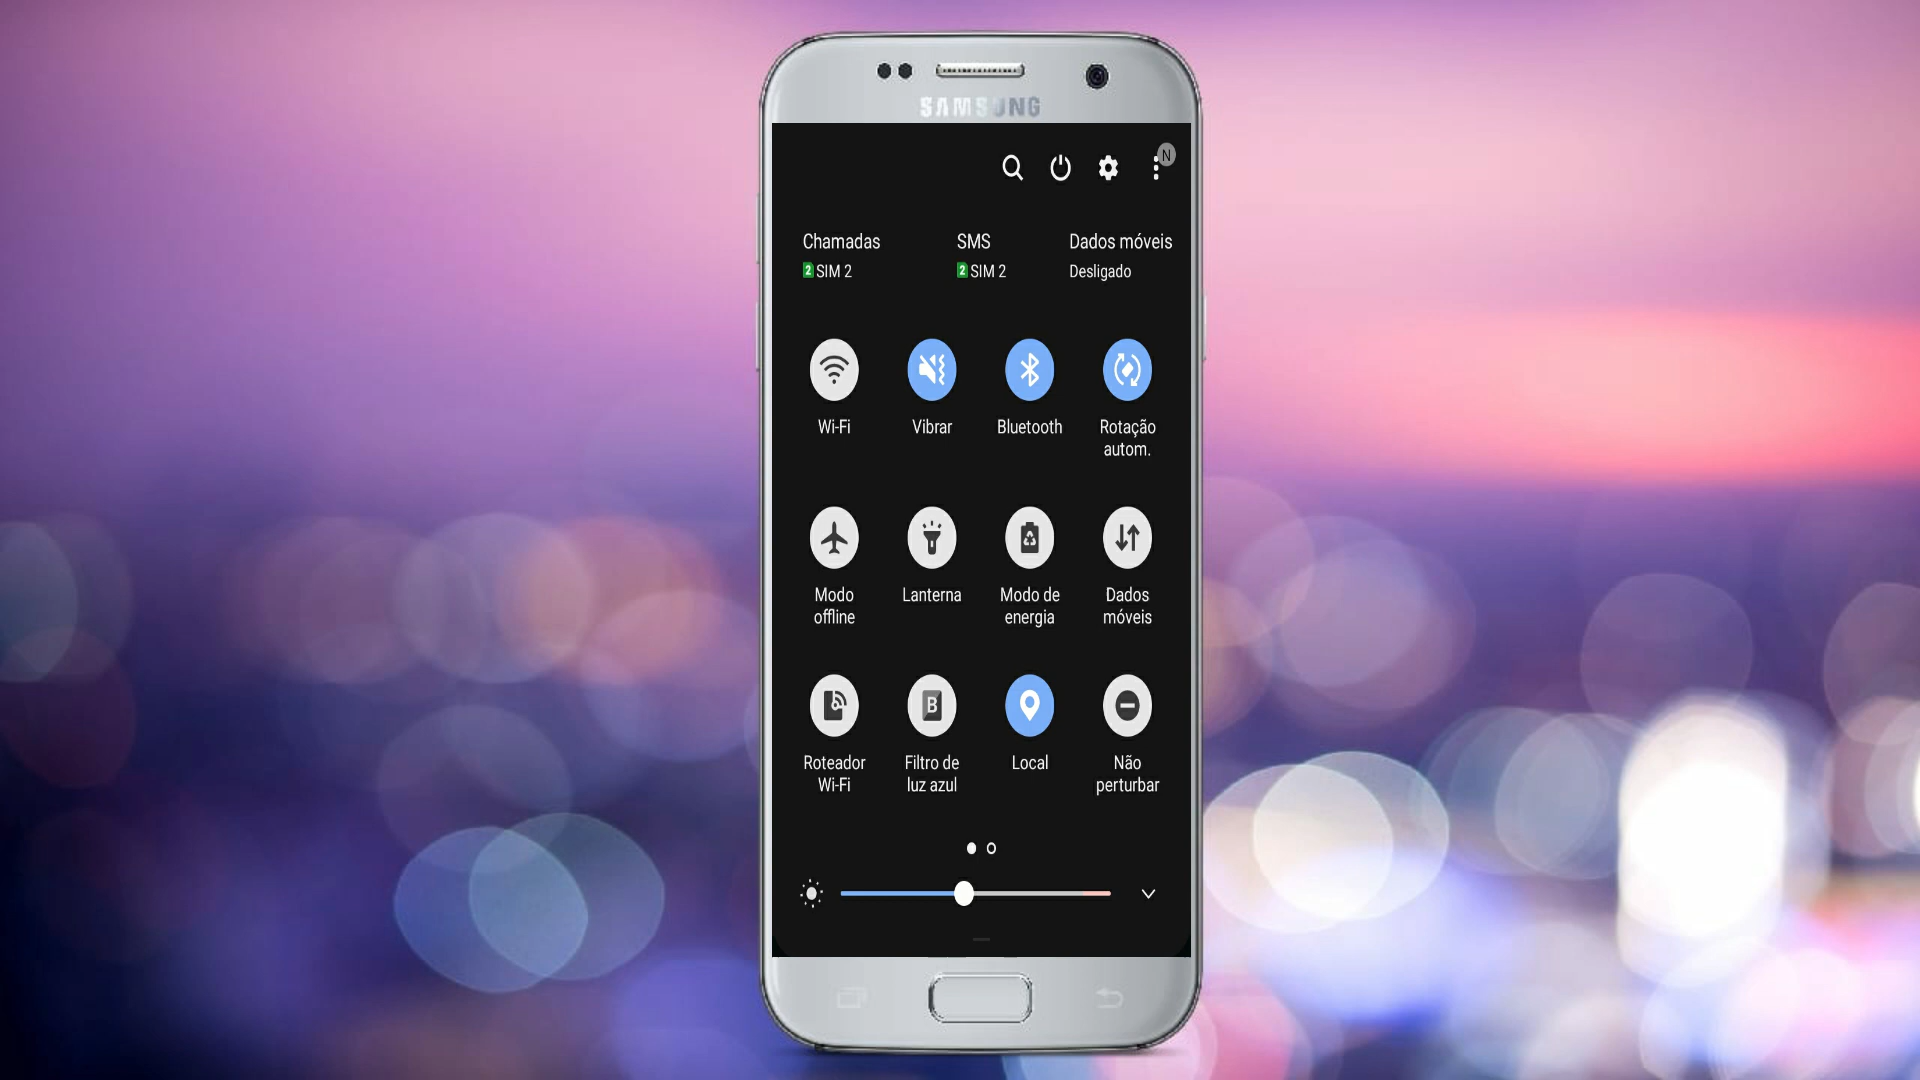 SAMSUNG
N
Chamadas SMS Dados móveis
2 SIM 2 2 SIM 2 Desligado
Wi-Fi Vibrar Bluetooth Rotação
autom.
Modo Lanterna Modo de Dados
offline energia móveis
B
Roteador Filtro de Local Não
Wi-Fi luz azul perturbar